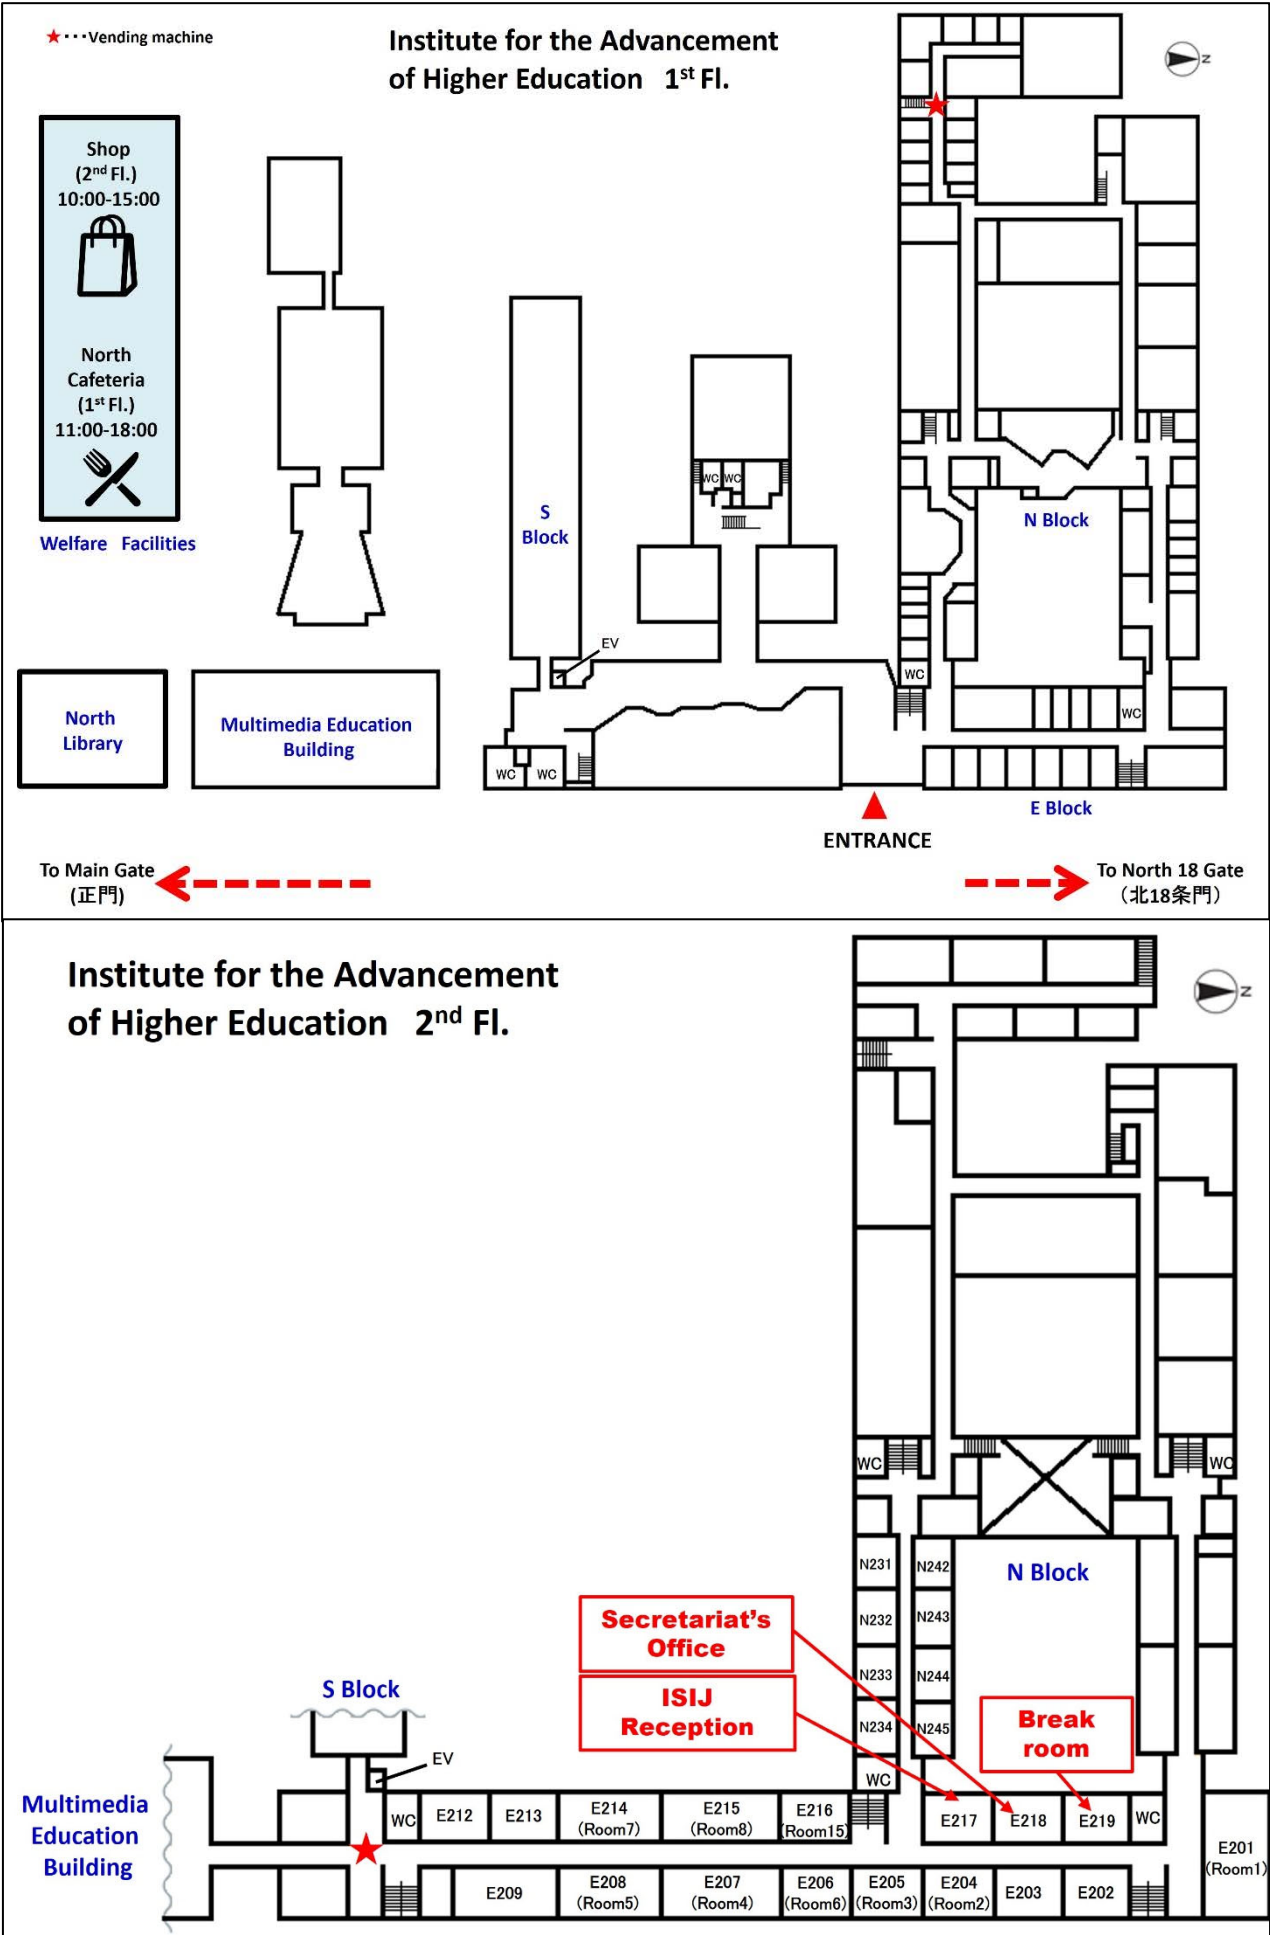 ★・・・Vending machine
Institute for the Advancement
of Higher Education 1st Fl.
N
Shop
(2nd Fl.)
10:00-15:00
North
Cafeteria
(1st Fl.)
11:00-18:00
Welfare Facilities
S
Block
WC WC
N Block
EV
WC
North
Library
Multimedia Education
Building
WC
WC WC
E Block
ENTRANCE
To Main Gate
(正門)
To North 18 Gate
（北18条門）
Institute for the Advancement
of Higher Education 2nd Fl.
N
WC
WC
N231
N242
N Block
N232
N243
Secretariat's
Office
N233
N244
S Block
ISIJ
Reception
N234
N245
Break
room
EV
WC
Multimedia
Education
Building
WC
E212
E213
E214
(Room7)
E215
(Room8)
E216
(Room15)
E217
E218
E219
WC
E201
(Room1)
E209
E208
(Room5)
E207
(Room4)
E206
(Room6)
E205
(Room3)
E204
(Room2)
E203
E202